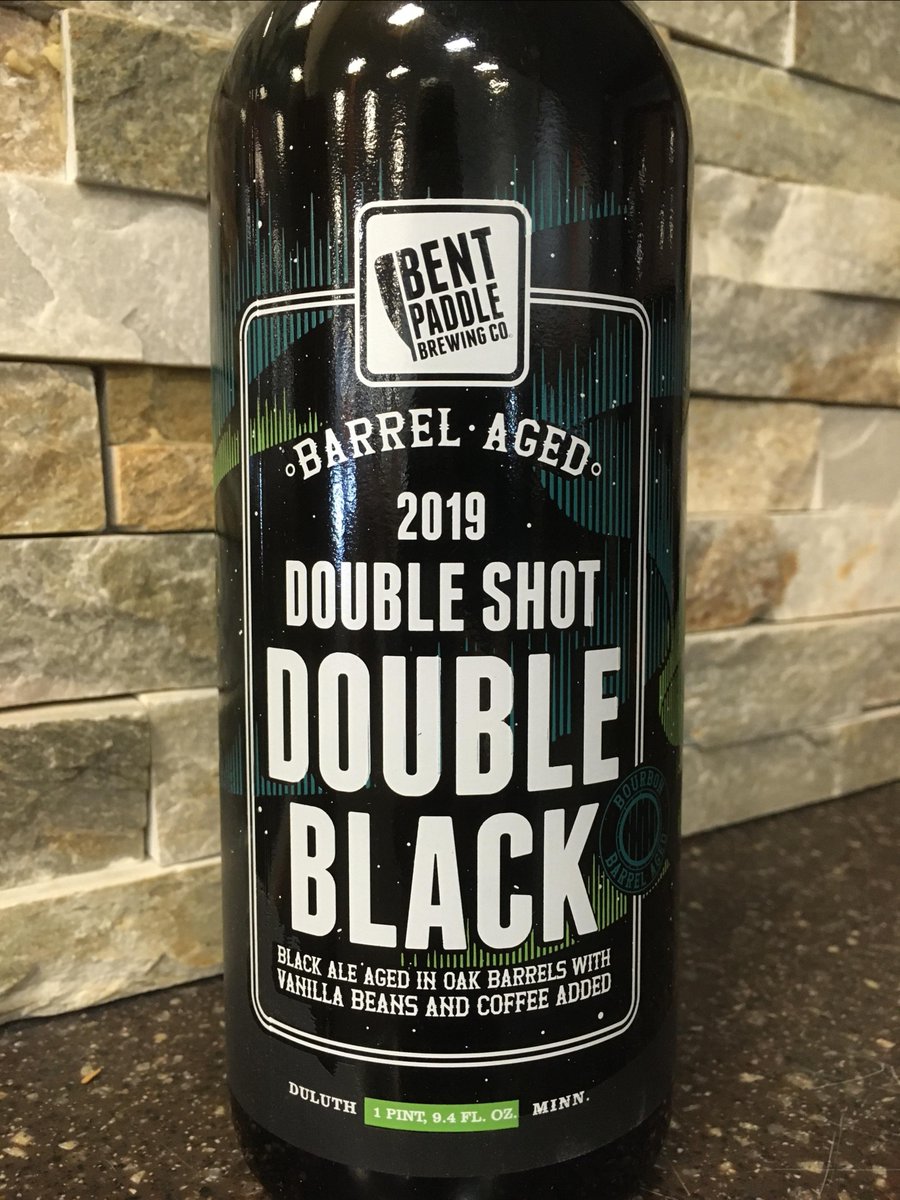 BENT
PADDLE
BREWING CO.
BARREL · AGED
2019
DOUBLE SHOT
DOUBLE
BLACK
BOURBON
BARREL AGED
BLACK ALE AGED IN OAK BARRELS WITH
VANILLA BEANS AND COFFEE ADDED
DULUTH 1 PINT, 9.4 FL. OZ. MINN.